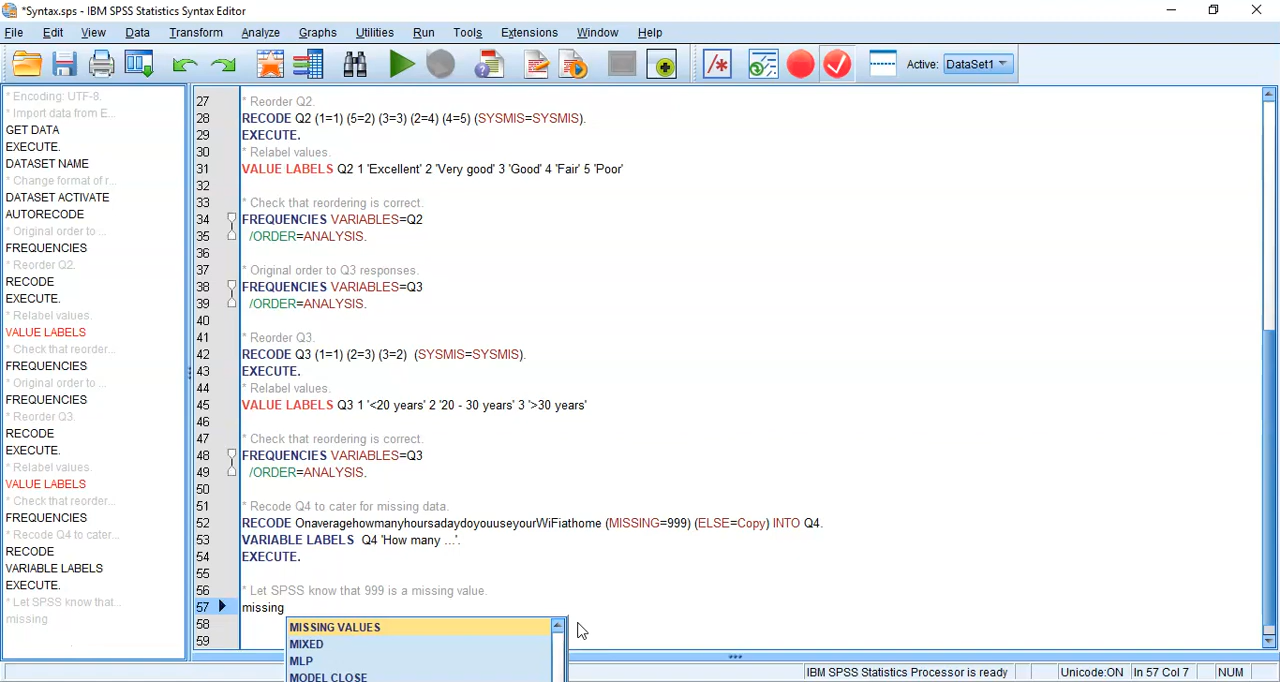 *Syntax.sps - IBM SPSS Statistics Syntax Editor
File Edit View Data Transform Analyze Graphs Utilities Run Tools Extensions Window Help
Active: DataSet1
* Encoding: UTF-8.
* Import data from E...
GET DATA
EXECUTE.
DATASET NAME
* Change format of r...
DATASET ACTIVATE
AUTORECODE
* Original order to ...
FREQUENCIES
* Reorder Q2.
RECODE
EXECUTE.
* Relabel values.
VALUE LABELS
* Check that reorder...
FREQUENCIES
* Original order to ...
FREQUENCIES
* Reorder Q3.
RECODE
EXECUTE.
* Relabel values.
VALUE LABELS
* Check that reorder...
FREQUENCIES
* Recode Q4 to cater...
RECODE
VARIABLE LABELS
EXECUTE.
* Let SPSS know that...
missing
27 * Reorder Q2.
28 RECODE Q2 (1=1) (5=2) (3=3) (2=4) (4=5) (SYSMIS=SYSMIS).
29 EXECUTE.
30 * Relabel values.
31 VALUE LABELS Q2 1 'Excellent' 2 'Very good' 3 'Good' 4 'Fair' 5 'Poor'
32
33 * Check that reordering is correct.
34 FREQUENCIES VARIABLES=Q2
35 /ORDER=ANALYSIS.
36
37 * Original order to Q3 responses.
38 FREQUENCIES VARIABLES=Q3
39 /ORDER=ANALYSIS.
40
41 * Reorder Q3.
42 RECODE Q3 (1=1) (2=3) (3=2) (SYSMIS=SYSMIS).
43 EXECUTE.
44 * Relabel values.
45 VALUE LABELS Q3 1 '<20 years' 2 '20 - 30 years' 3 '>30 years'
46
47 * Check that reordering is correct.
48 FREQUENCIES VARIABLES=Q3
49 /ORDER=ANALYSIS.
50
51 * Recode Q4 to cater for missing data.
52 RECODE OnaveragehowmanyhoursadaydoyouuseyourWiFiathome (MISSING=999) (ELSE=Copy) INTO Q4.
53 VARIABLE LABELS Q4 'How many ...'.
54 EXECUTE.
55
56 * Let SPSS know that 999 is a missing value.
57 missing
58
59
MISSING VALUES
MIXED
MLP
MODEL CLOSE
IBM SPSS Statistics Processor is ready Unicode:ON In 57 Col 7 NUM